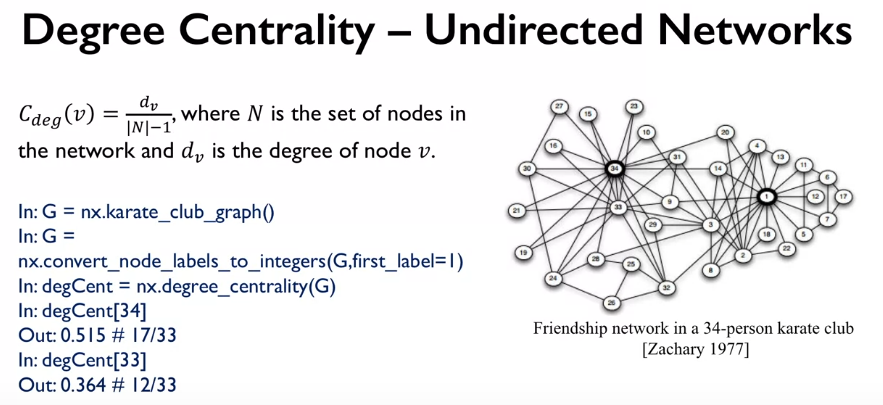 Degree Centrality – Undirected Networks
C_deg(v) = d_v / |N|−1, where N is the set of nodes in
the network and d_v is the degree of node v.
In: G = nx.karate_club_graph()
In: G =
nx.convert_node_labels_to_integers(G,first_label=1)
In: degCent = nx.degree_centrality(G)
In: degCent[34]
Out: 0.515 # 17/33
In: degCent[33]
Out: 0.364 # 12/33
27
15
23
10
20
4
16
31
13
11
30
34
14
6
1
12
17
9
21
33
7
29
3
18
5
22
19
28
25
2
8
24
32
26
Friendship network in a 34-person karate club
[Zachary 1977]